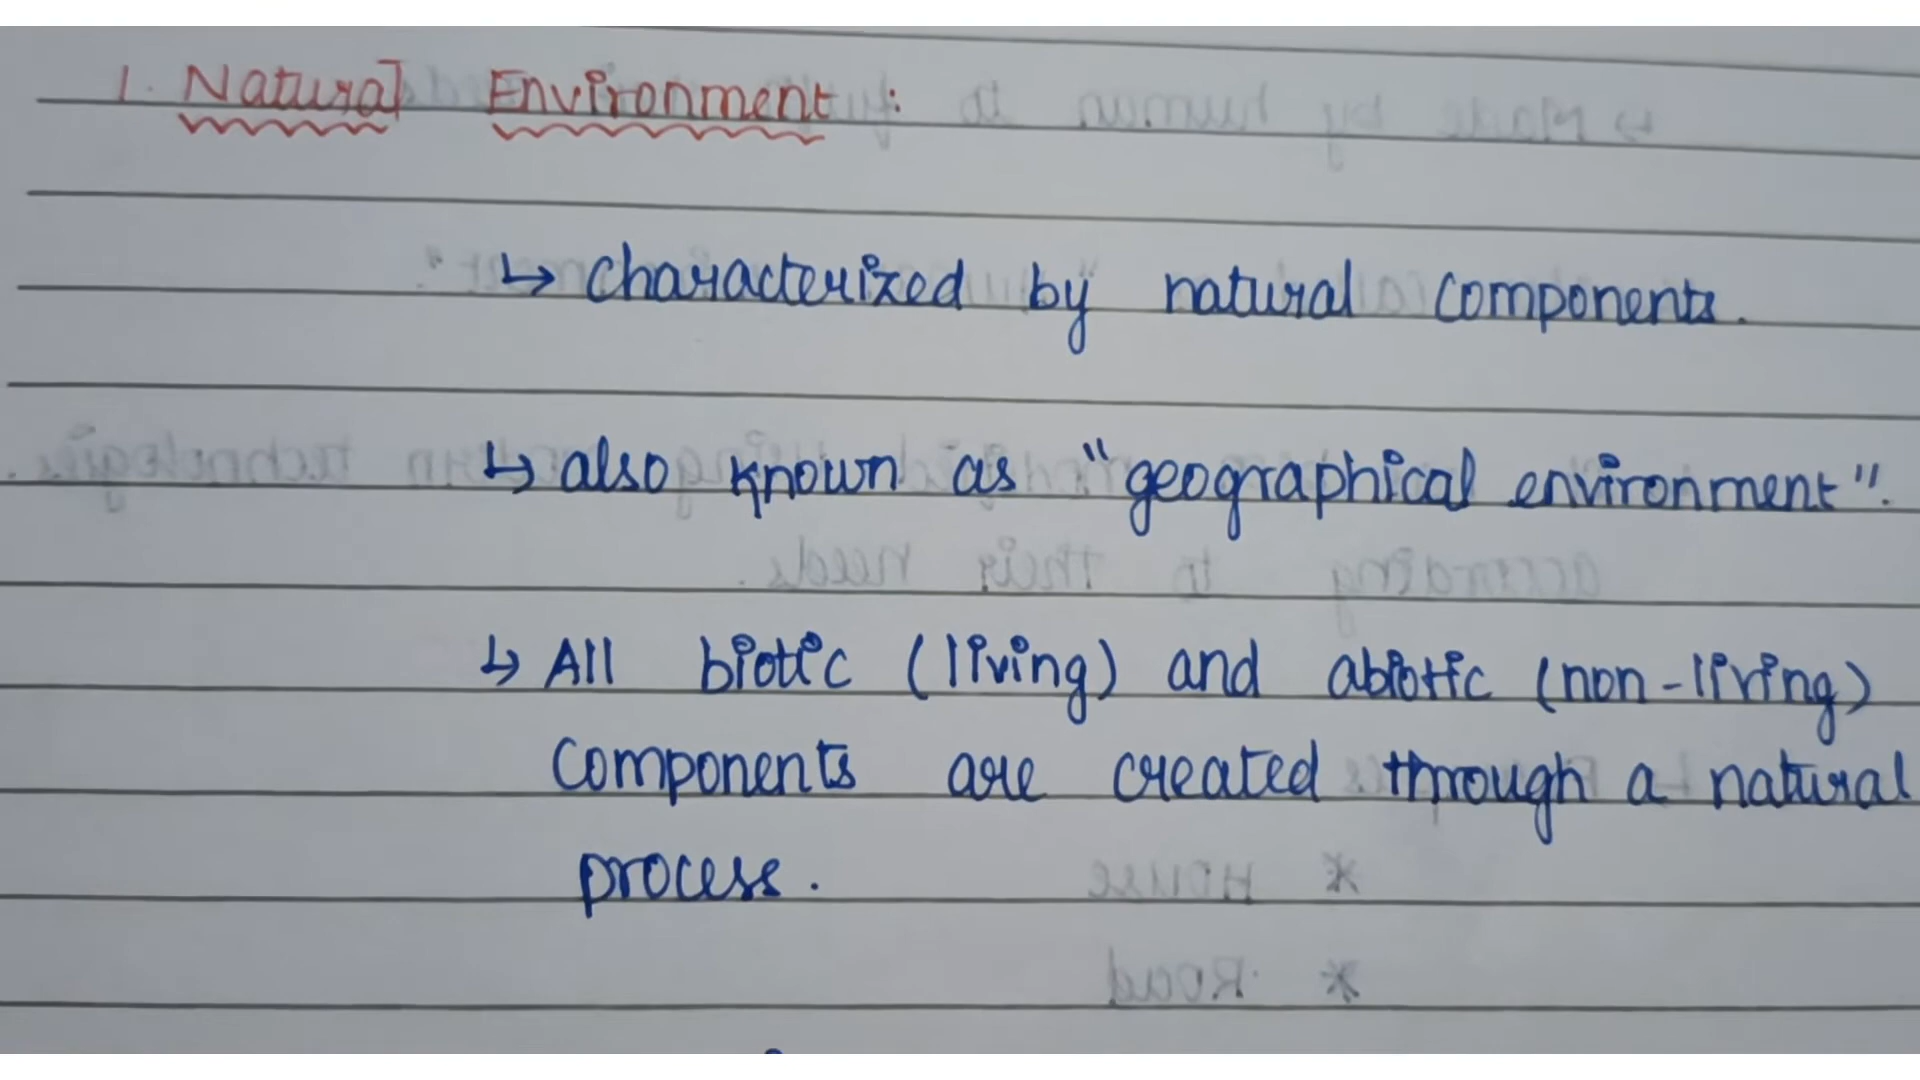 1. Natural Environment :
↳ characterized by natural components.
↳ also known as "geographical environment".
↳ All biotic (living) and abiotic (non-living)
components are created through a natural
process.